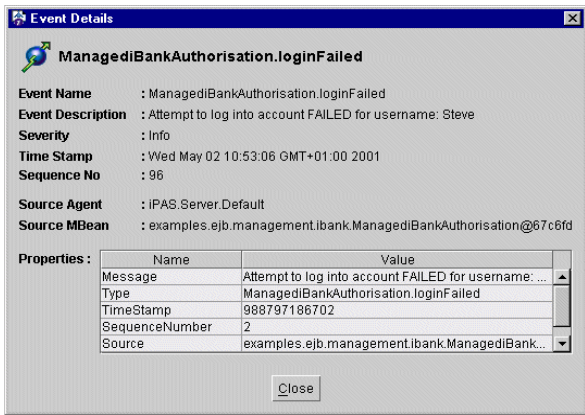 Event Details
ManagediBankAuthorisation.loginFailed
Event Name : ManagediBankAuthorisation.loginFailed
Event Description : Attempt to log into account FAILED for username: Steve
Severity : Info
Time Stamp : Wed May 02 10:53:06 GMT+01:00 2001
Sequence No : 96
Source Agent : iPAS.Server.Default
Source MBean : examples.ejb.management.ibank.ManagediBankAuthorisation@67c6fd
Properties : Name Value
Message Attempt to log into account FAILED for username: ...
Type ManagediBankAuthorisation.loginFailed
TimeStamp 988797186702
SequenceNumber 2
Source examples.ejb.management.ibank.ManagediBank...
Close